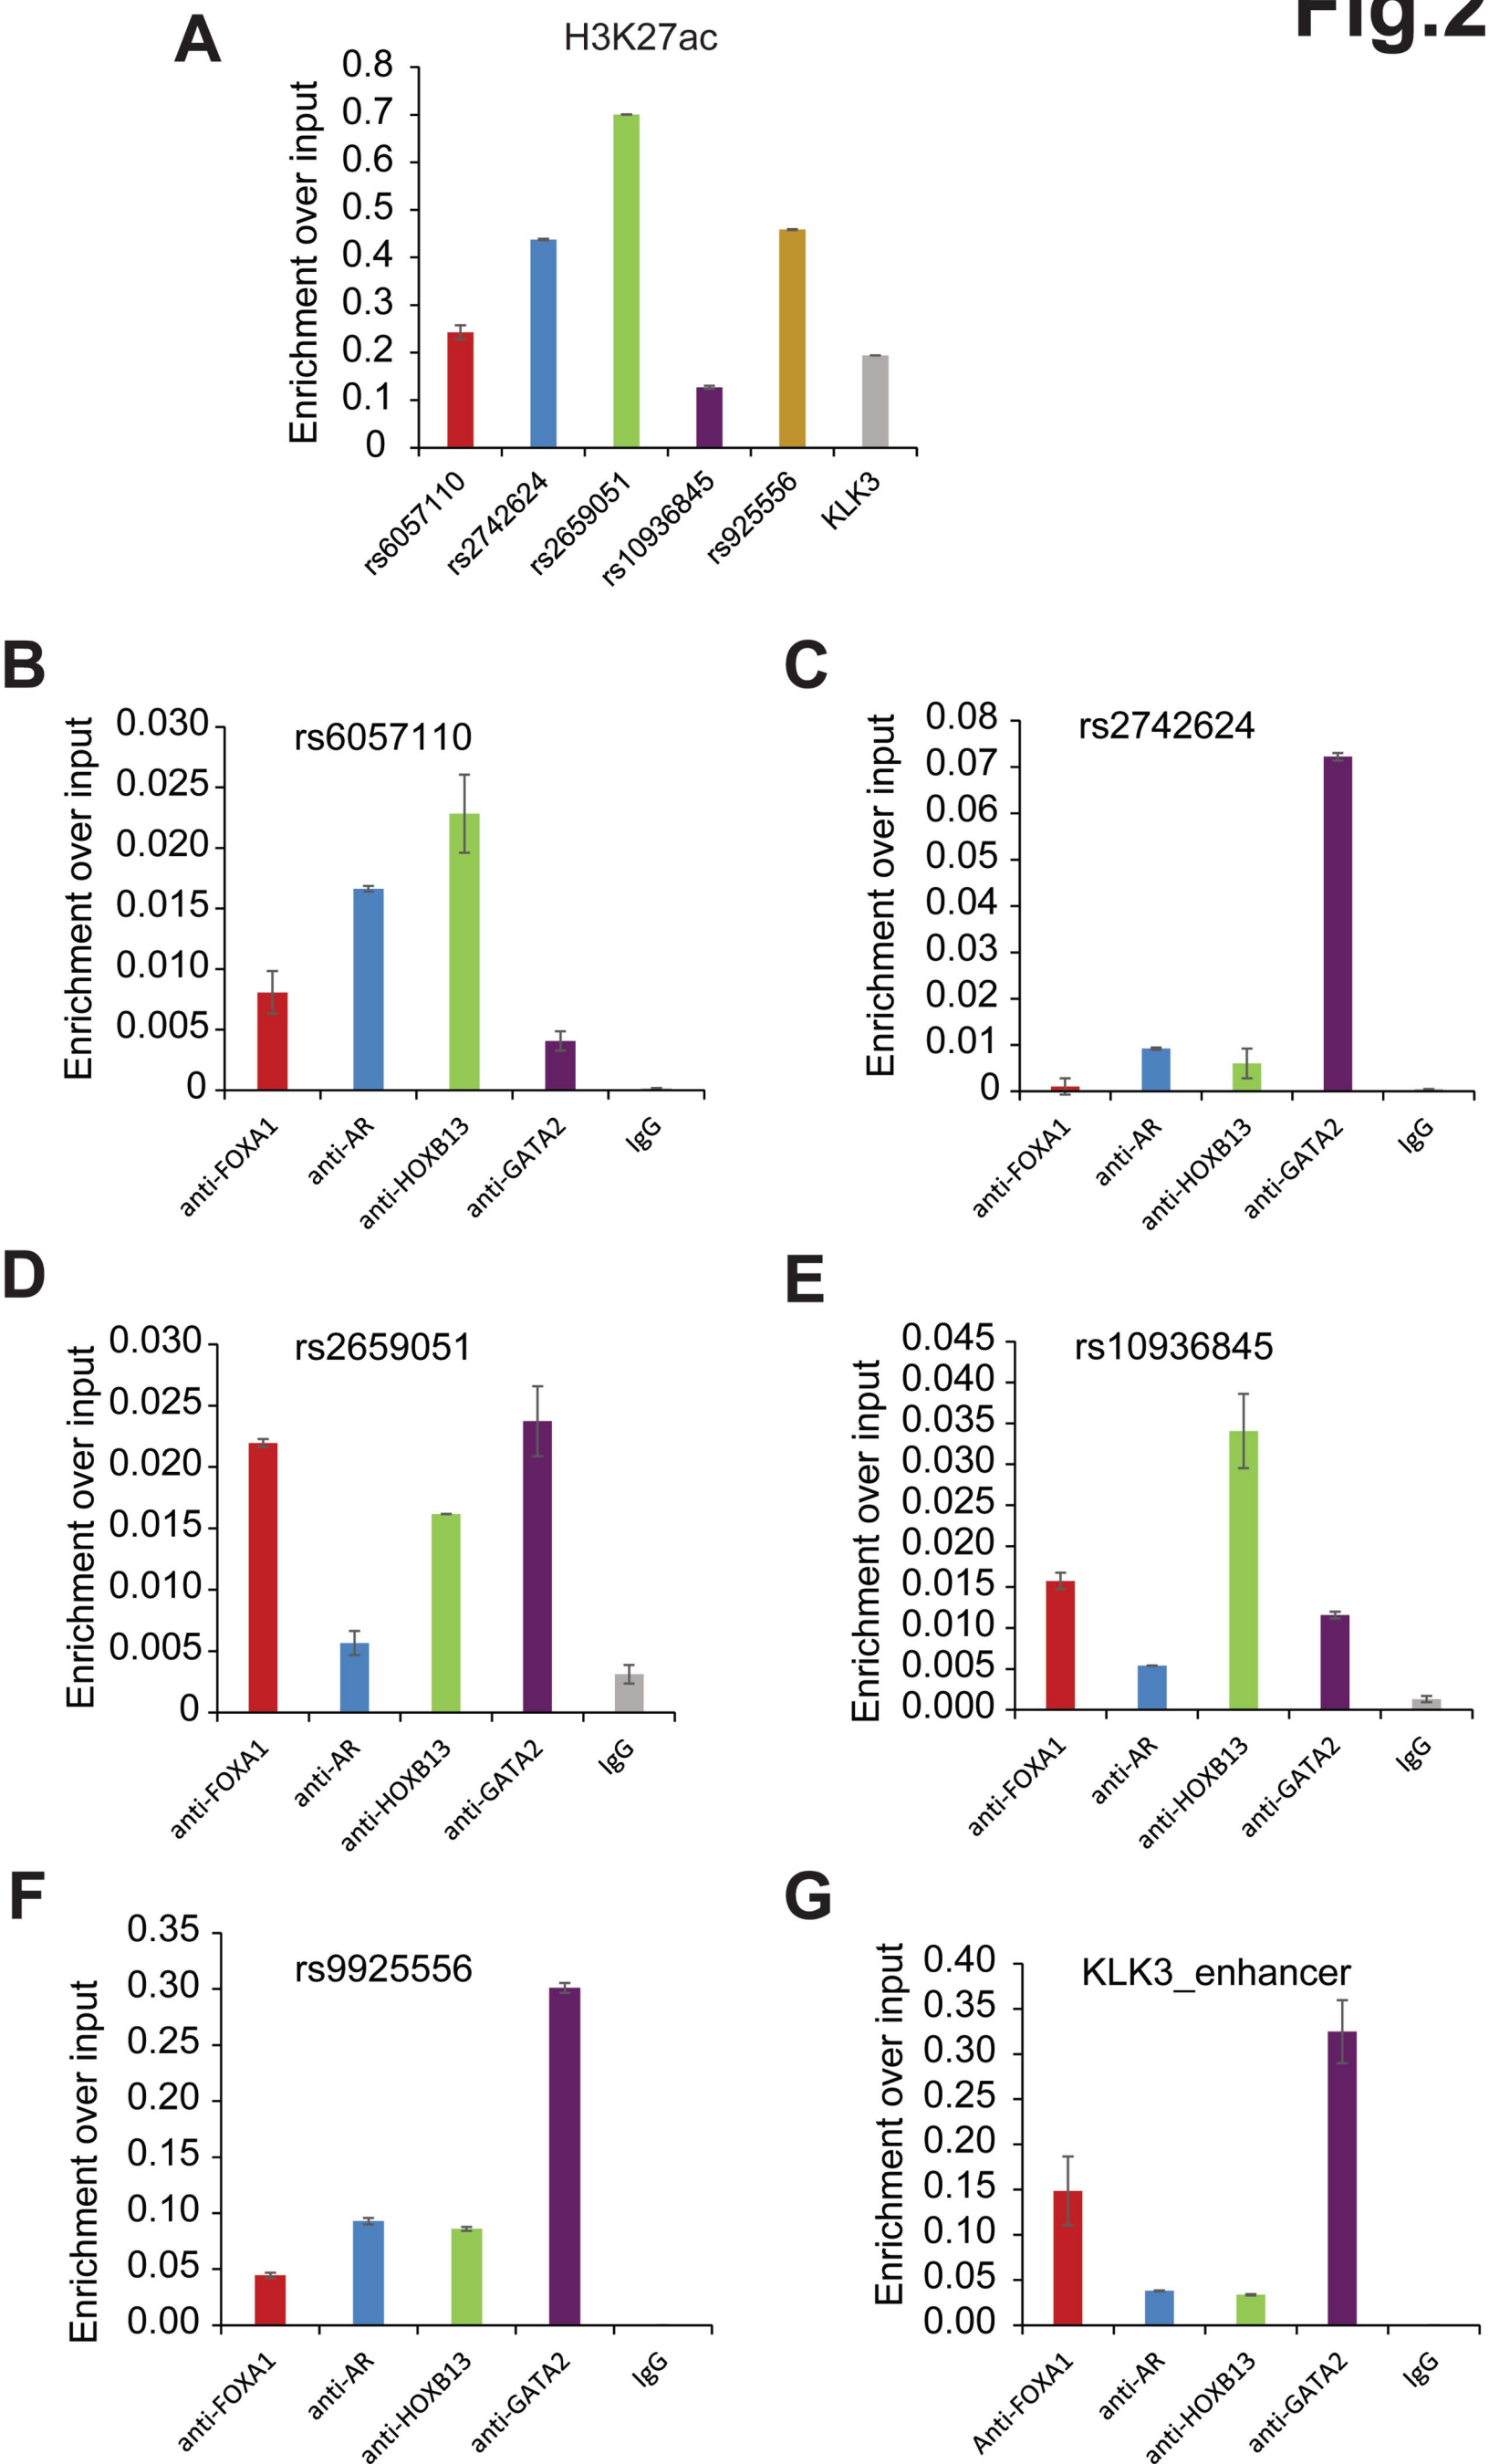 Fig.2
A
H3K27ac
Enrichment over input
0.8
0.7
0.6
0.5
0.4
0.3
0.2
0.1
0
rs6057110
rs2742624
rs2659051
rs10936845
rs925556
KLK3
B
rs6057110
Enrichment over input
0.030
0.025
0.020
0.015
0.010
0.005
0
anti-FOXA1
anti-AR
anti-HOXB13
anti-GATA2
IgG
C
rs2742624
Enrichment over input
0.08
0.07
0.06
0.05
0.04
0.03
0.02
0.01
0
anti-FOXA1
anti-AR
anti-HOXB13
anti-GATA2
IgG
D
rs2659051
Enrichment over input
0.030
0.025
0.020
0.015
0.010
0.005
0
anti-FOXA1
anti-AR
anti-HOXB13
anti-GATA2
IgG
E
rs10936845
Enrichment over input
0.045
0.040
0.035
0.030
0.025
0.020
0.015
0.010
0.005
0.000
anti-FOXA1
anti-AR
anti-HOXB13
anti-GATA2
IgG
F
rs9925556
Enrichment over input
0.35
0.30
0.25
0.20
0.15
0.10
0.05
0.00
anti-FOXA1
anti-AR
anti-HOXB13
anti-GATA2
IgG
G
KLK3_enhancer
Enrichment over input
0.40
0.35
0.30
0.25
0.20
0.15
0.10
0.05
0.00
Anti-FOXA1
anti-AR
anti-HOXB13
anti-GATA2
IgG